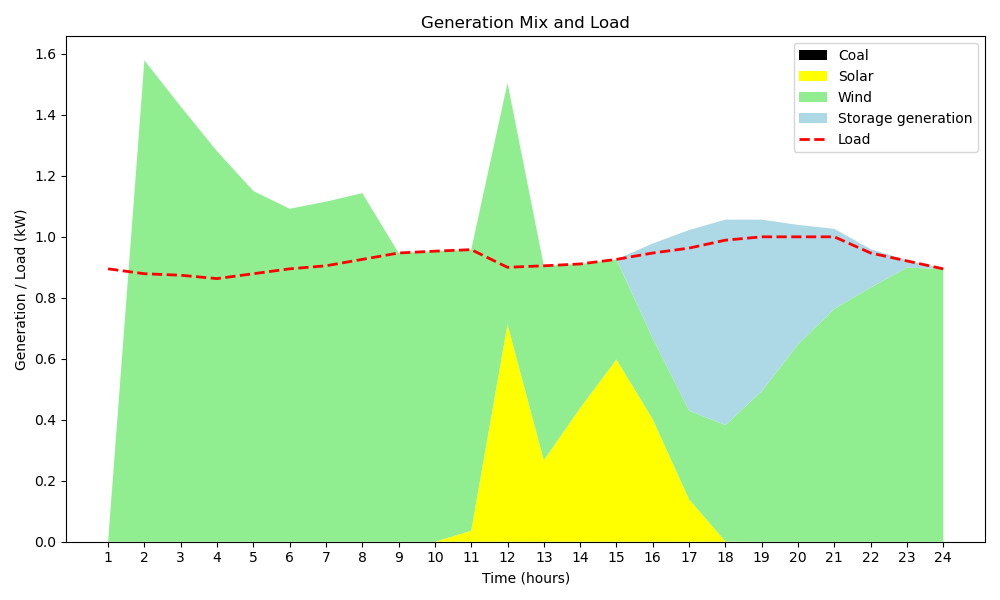 Generation Mix and Load
Generation / Load (kW)
1.6
1.4
1.2
1.0
0.8
0.6
0.4
0.2
0.0
Coal
Solar
Wind
Storage generation
Load
1 2 3 4 5 6 7 8 9 10 11 12 13 14 15 16 17 18 19 20 21 22 23 24
Time (hours)